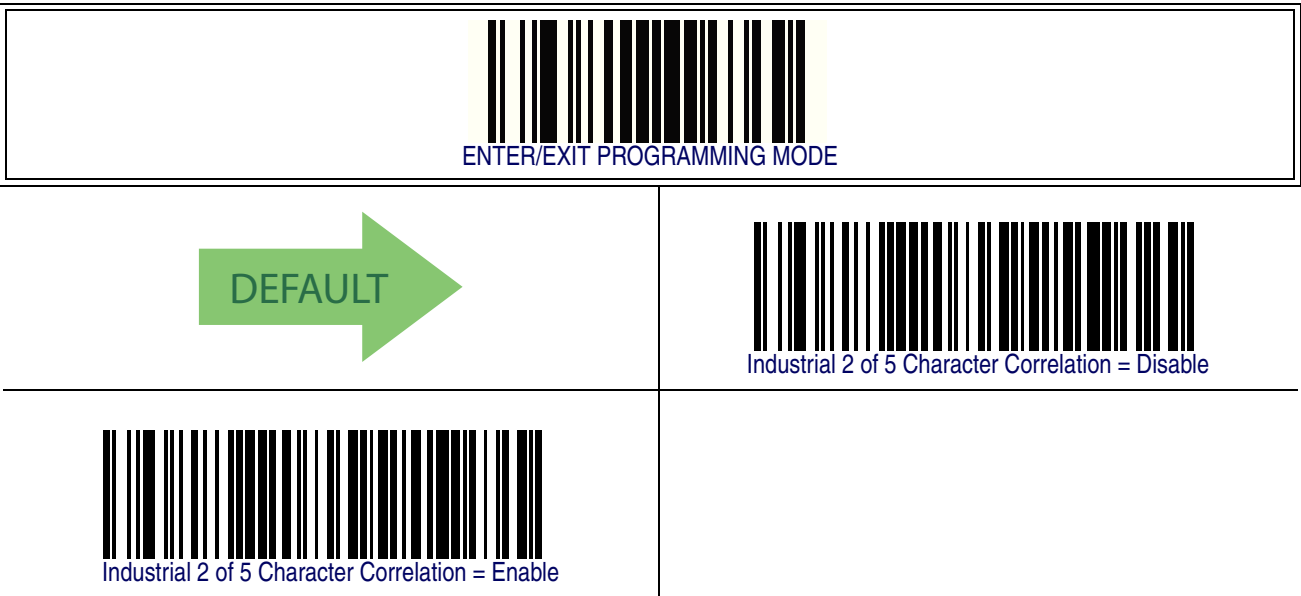 ENTER/EXIT PROGRAMMING MODE
DEFAULT
Industrial 2 of 5 Character Correlation = Disable
Industrial 2 of 5 Character Correlation = Enable